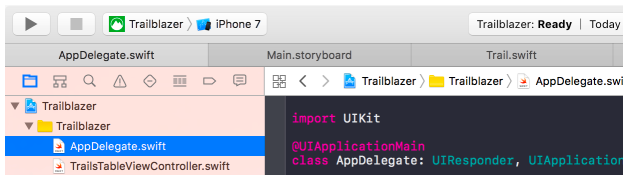 Trailblazer iPhone 7 Trailblazer: Ready Today
AppDelegate.swift Main.storyboard Trail.swift
Trailblazer Trailblazer AppDelegate.swi
Trailblazer
Trailblazer
AppDelegate.swift
TrailsTableViewController.swift
import UIKit
@UIApplicationMain
class AppDelegate: UIResponder, UIApplication